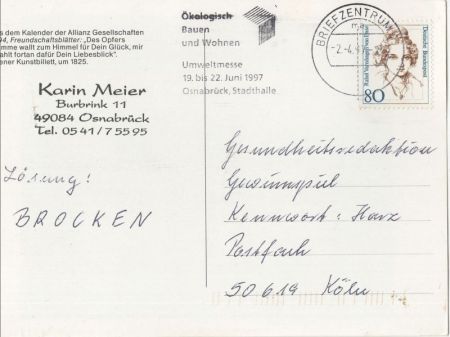 s dem Kalender der Allianz Gesellschaften
94, Freundschaftsblätter: "Des Opfers
mme wallt zum Himmel für Dein Glück, mir
ahlt fortan dafür Dein Liebesblick".
ener Kunstbillett, um 1825.
Karin Meier
Burbrink 11
49084 Osnabrück
Tel. 0541/75595
Lösung!
BROCKEN
Ökologisch
Bauen
und Wohnen
Umweltmesse
19. bis 22. Juni 1997
Osnabrück, Stadthalle
BRIEFZENTRUM
-2.-4.97
Deutsche Bundespost
80
Gesundheitsredaktion
Gewinnspiel
Kennwort: Harz
Postfach
50619 Köln